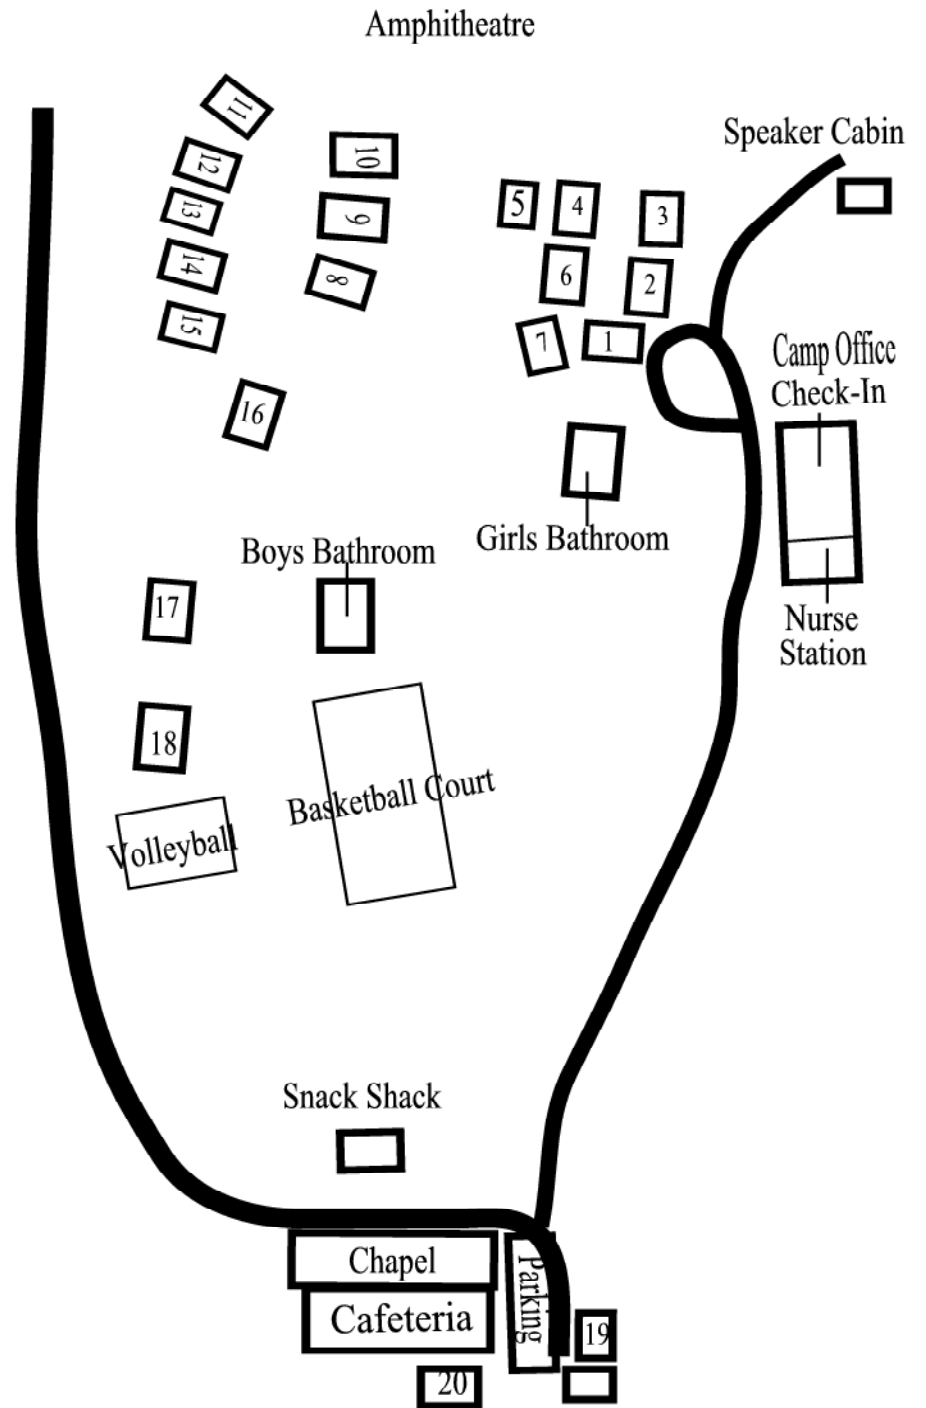 Amphitheatre
Speaker Cabin
11
12
13
14
15
10
9
8
5
4
3
6
2
7
1
16
Camp Office
Check-In
Girls Bathroom
Boys Bathroom
Nurse
Station
17
18
Basketball Court
Volleyball
Snack Shack
Chapel
Cafeteria
Parking
19
20